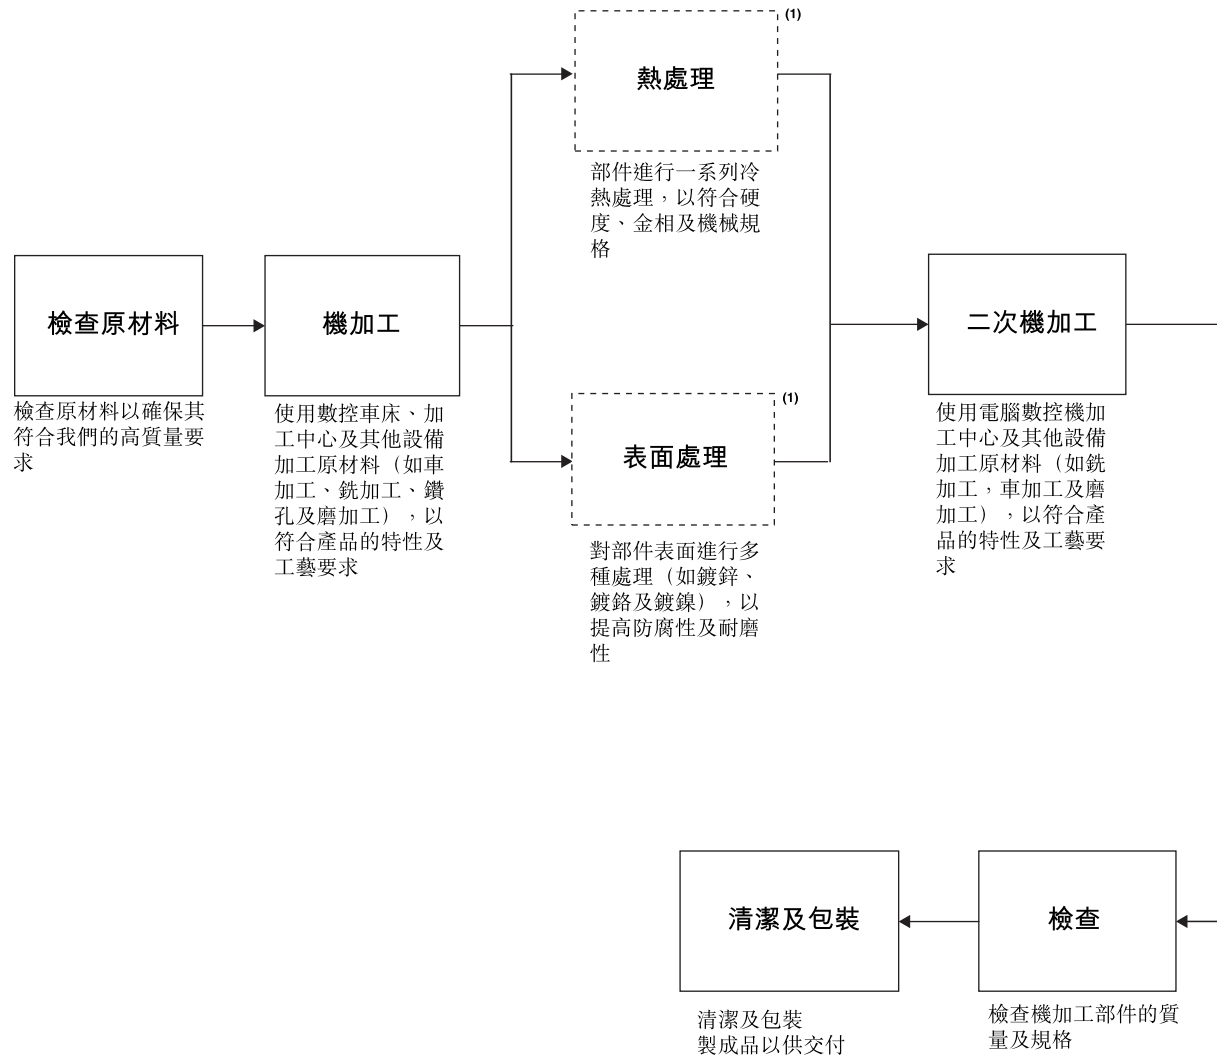 檢查原材料
檢查原材料以確保其
符合我們的高質量要
求
機加工
使用數控車床、加
工中心及其他設備
加工原材料（如車
加工、銑加工、鑽
孔及磨加工），以
符合產品的特性及
工藝要求
(1)
熱處理
部件進行一系列冷
熱處理，以符合硬
度、金相及機械規
格
(1)
表面處理
對部件表面進行多
種處理（如鍍鋅、
鍍鉻及鍍鎳），以
提高防腐性及耐磨
性
二次機加工
使用電腦數控機加
工中心及其他設備
加工原材料（如銑
加工，車加工及磨
加工），以符合產
品的特性及工藝要
求
檢查
檢查機加工部件的質
量及規格
清潔及包裝
清潔及包裝
製成品以供交付